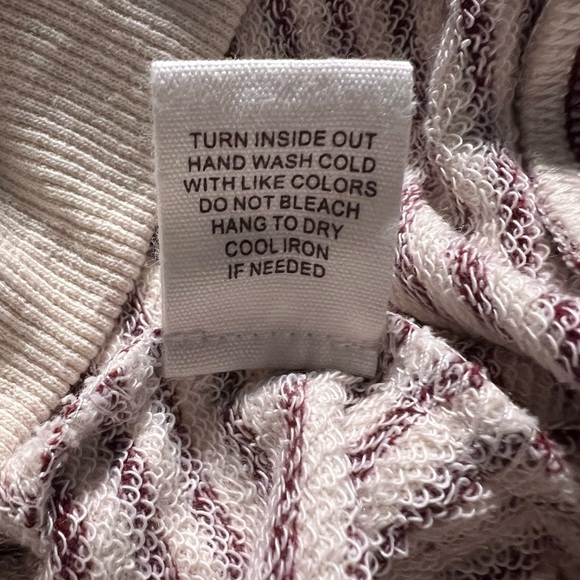 TURN INSIDE OUT
HAND WASH COLD
WITH LIKE COLORS
DO NOT BLEACH
HANG TO DRY
COOL IRON
IF NEEDED